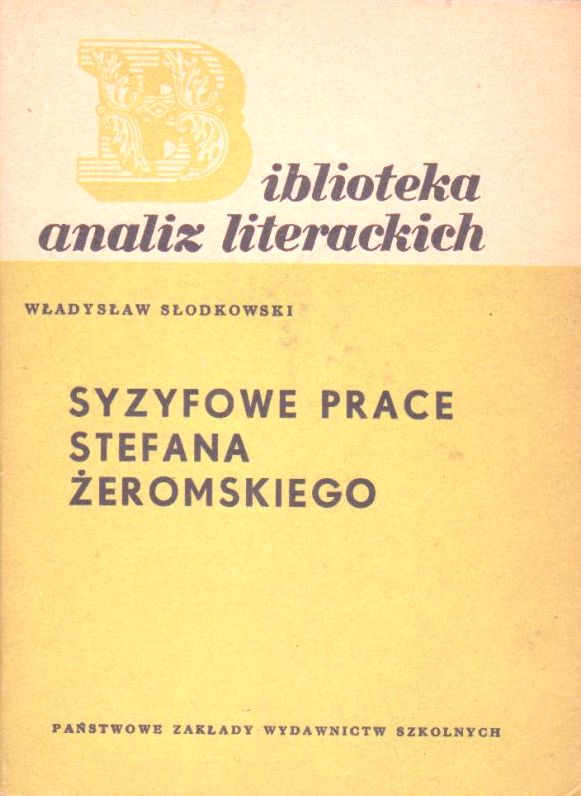 Biblioteka
analiz literackich
WŁADYSŁAW SŁODKOWSKI
SYZYFOWE PRACE
STEFANA
ŻEROMSKIEGO
PAŃSTWOWE ZAKŁADY WYDAWNICTW SZKOLNYCH